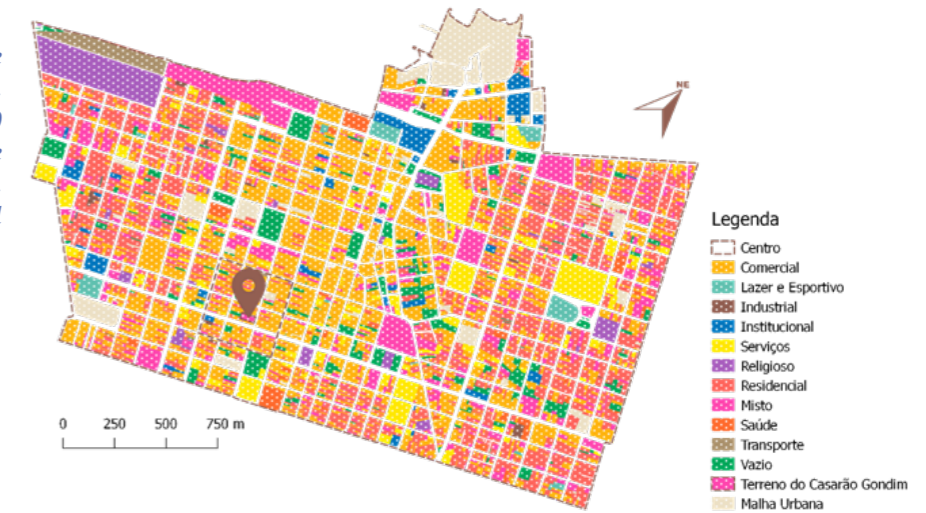 NE
Legenda
Centro
Comercial
Lazer e Esportivo
Industrial
Institucional
Serviços
Religioso
Residencial
Misto
Saúde
Transporte
Vazio
Terreno do Casarão Gondim
Malha Urbana
0 250 500 750 m